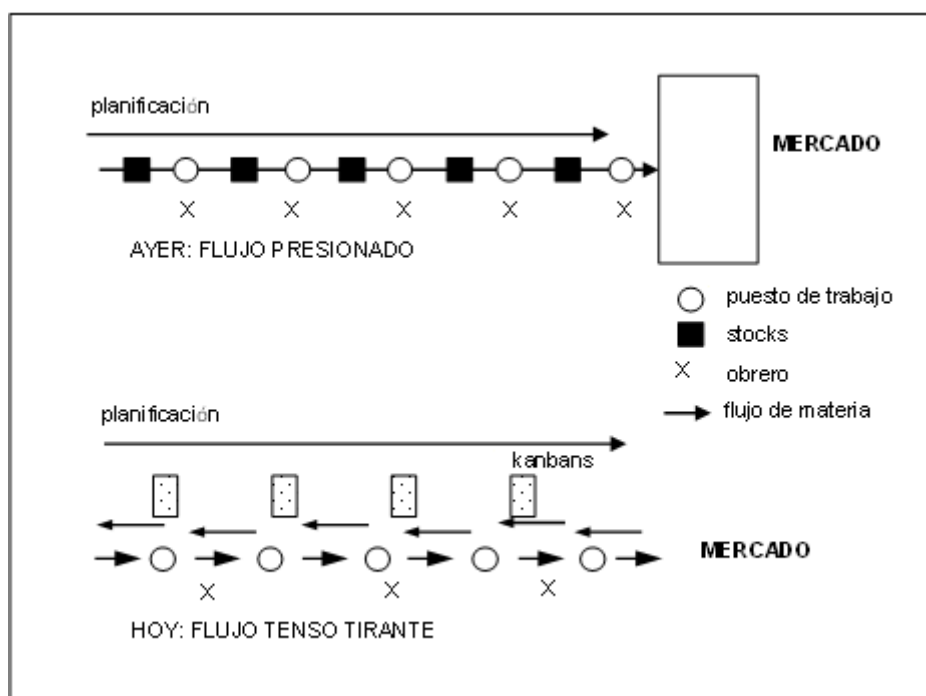 planificación
MERCADO
X X X X X
AYER: FLUJO PRESIONADO
puesto de trabajo
stocks
X obrero
flujo de materia
planificación
kanbans
MERCADO
X X X
HOY: FLUJO TENSO TIRANTE